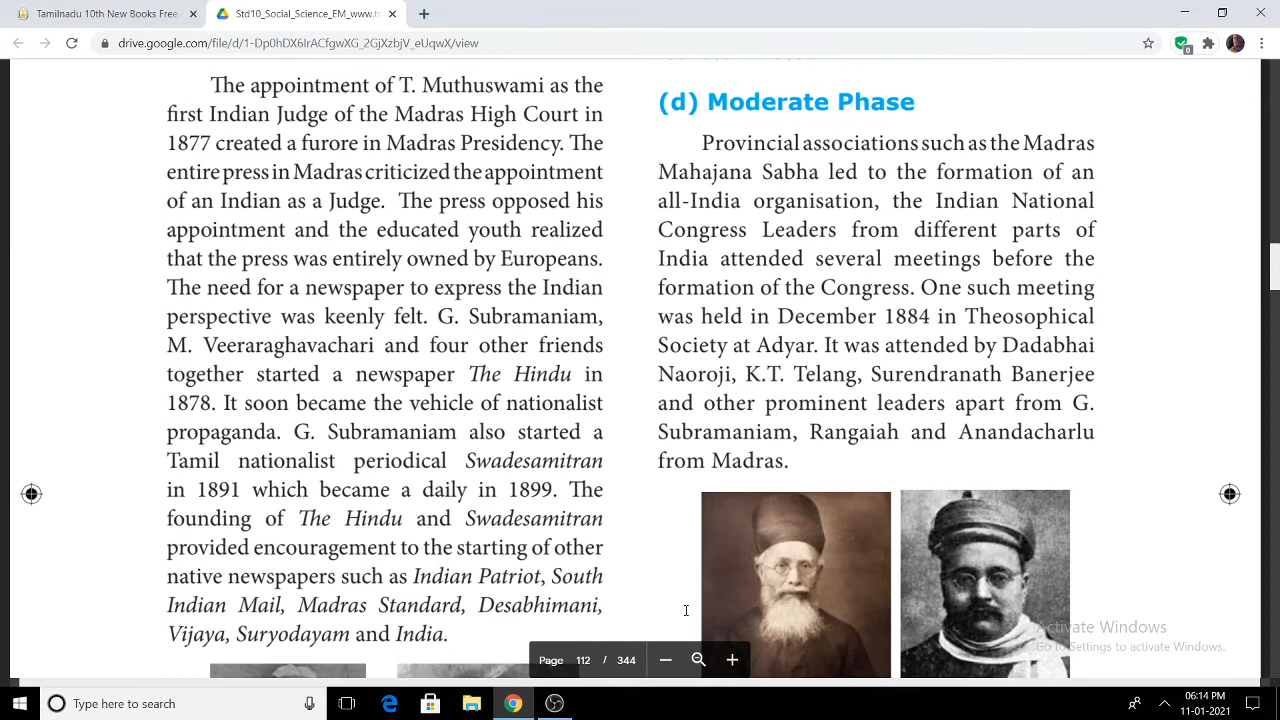 Tamilnadu 10th New Books Free
Std10_Social_Science_EM_www.t
drive.google.com/file/d/1-Dp0hDX6IrACfgwXG_2GJXzbjV_eUqwX/view
0
The appointment of T. Muthuswami as the
first Indian Judge of the Madras High Court in
1877 created a furore in Madras Presidency. The
entire press in Madras criticized the appointment
of an Indian as a Judge. The press opposed his
appointment and the educated youth realized
that the press was entirely owned by Europeans.
The need for a newspaper to express the Indian
perspective was keenly felt. G. Subramaniam,
M. Veeraraghavachari and four other friends
together started a newspaper The Hindu in
1878. It soon became the vehicle of nationalist
propaganda. G. Subramaniam also started a
Tamil nationalist periodical Swadesamitran
in 1891 which became a daily in 1899. The
founding of The Hindu and Swadesamitran
provided encouragement to the starting of other
native newspapers such as Indian Patriot, South
Indian Mail, Madras Standard, Desabhimani,
Vijaya, Suryodayam and India.
(d) Moderate Phase
Provincial associations such as the Madras
Mahajana Sabha led to the formation of an
all-India organisation, the Indian National
Congress Leaders from different parts of
India attended several meetings before the
formation of the Congress. One such meeting
was held in December 1884 in Theosophical
Society at Adyar. It was attended by Dadabhai
Naoroji, K.T. Telang, Surendranath Banerjee
and other prominent leaders apart from G.
Subramaniam, Rangaiah and Anandacharlu
from Madras.
Activate Windows
Go to Settings to activate Windows.
Page 112 / 344
Type here to search
06:14 PM
11-01-2021